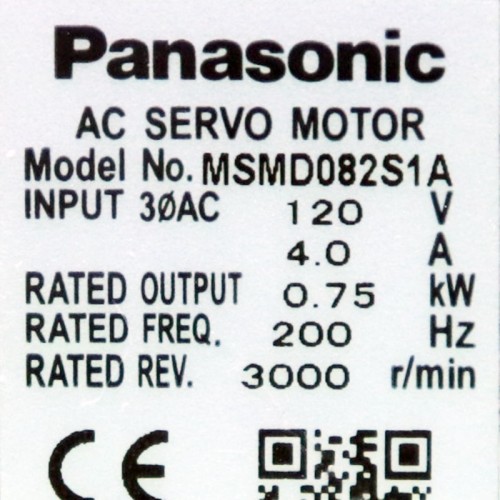 Panasonic
AC SERVO MOTOR
Model No. MSMD082S1A
INPUT 3ØAC 120 V
4.0 A
RATED OUTPUT 0.75 kW
RATED FREQ. 200 Hz
RATED REV. 3000 r/min
CE